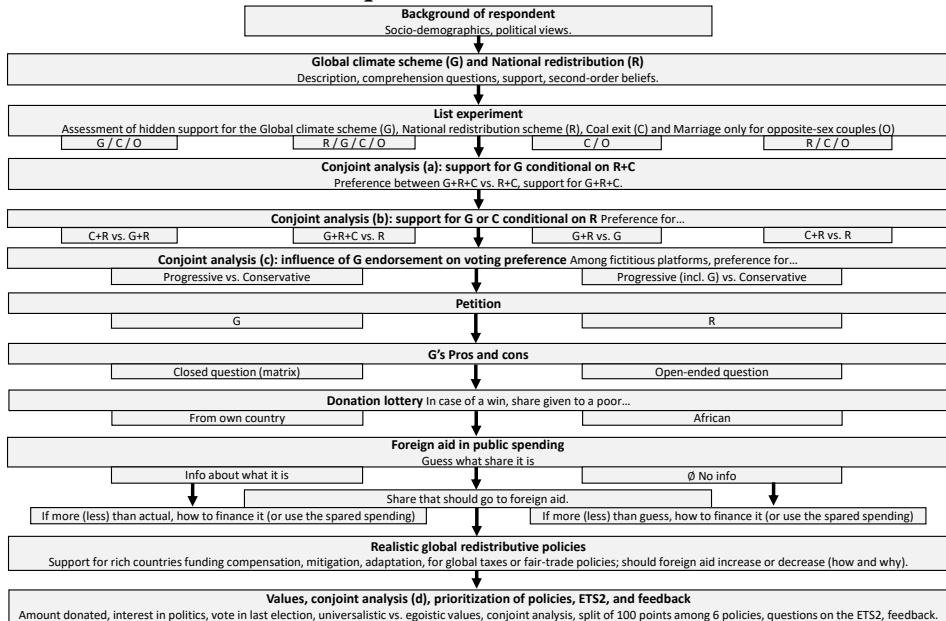 Background of respondent
Socio-demographics, political views.
Global climate scheme (G) and National redistribution (R)
Description, comprehension questions, support, second-order beliefs.
List experiment
Assessment of hidden support for the Global climate scheme (G), National redistribution scheme (R), Coal exit (C) and Marriage only for opposite-sex couples (O)
G / C / O
R / G / C / O
C / O
R / C / O
Conjoint analysis (a): support for G conditional on R+C
Preference between G+R+C vs. R+C, support for G+R+C.
Conjoint analysis (b): support for G or C conditional on R Preference for…
C+R vs. G+R
G+R+C vs. R
G+R vs. G
C+R vs. R
Conjoint analysis (c): influence of G endorsement on voting preference Among fictitious platforms, preference for…
Progressive vs. Conservative
Progressive (incl. G) vs. Conservative
Petition
G
R
G's Pros and cons
Closed question (matrix)
Open-ended question
Donation lottery In case of a win, share given to a poor…
From own country
African
Foreign aid in public spending
Guess what share it is
Info about what it is
Ø No info
Share that should go to foreign aid.
If more (less) than actual, how to finance it (or use the spared spending)
If more (less) than guess, how to finance it (or use the spared spending)
Realistic global redistributive policies
Support for rich countries funding compensation, mitigation, adaptation, for global taxes or fair-trade policies; should foreign aid increase or decrease (how and why).
Values, conjoint analysis (d), prioritization of policies, ETS2, and feedback
Amount donated, interest in politics, vote in last election, universalistic vs. egoistic values, conjoint analysis, split of 100 points among 6 policies, questions on the ETS2, feedback.